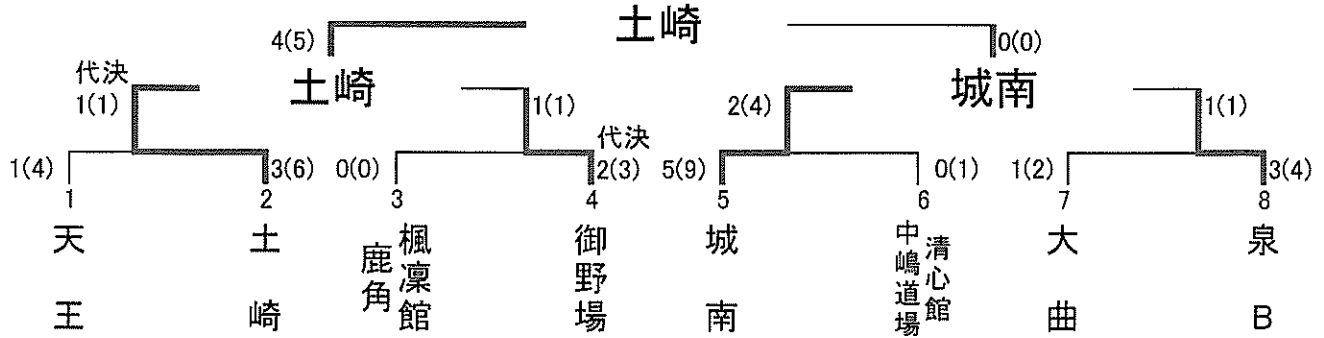 土崎
4(5)
0(0)
代決
土崎
城南
1(1)
1(1)
2(4)
1(1)
代決
1(4)
3(6)
0(0)
2(3)
5(9)
0(1)
1(2)
3(4)
1
2
3
4
5
6
7
8
天王
土崎
鹿角
楓凜館
御野場
城南
中嶋道場
清心館
大曲
泉B